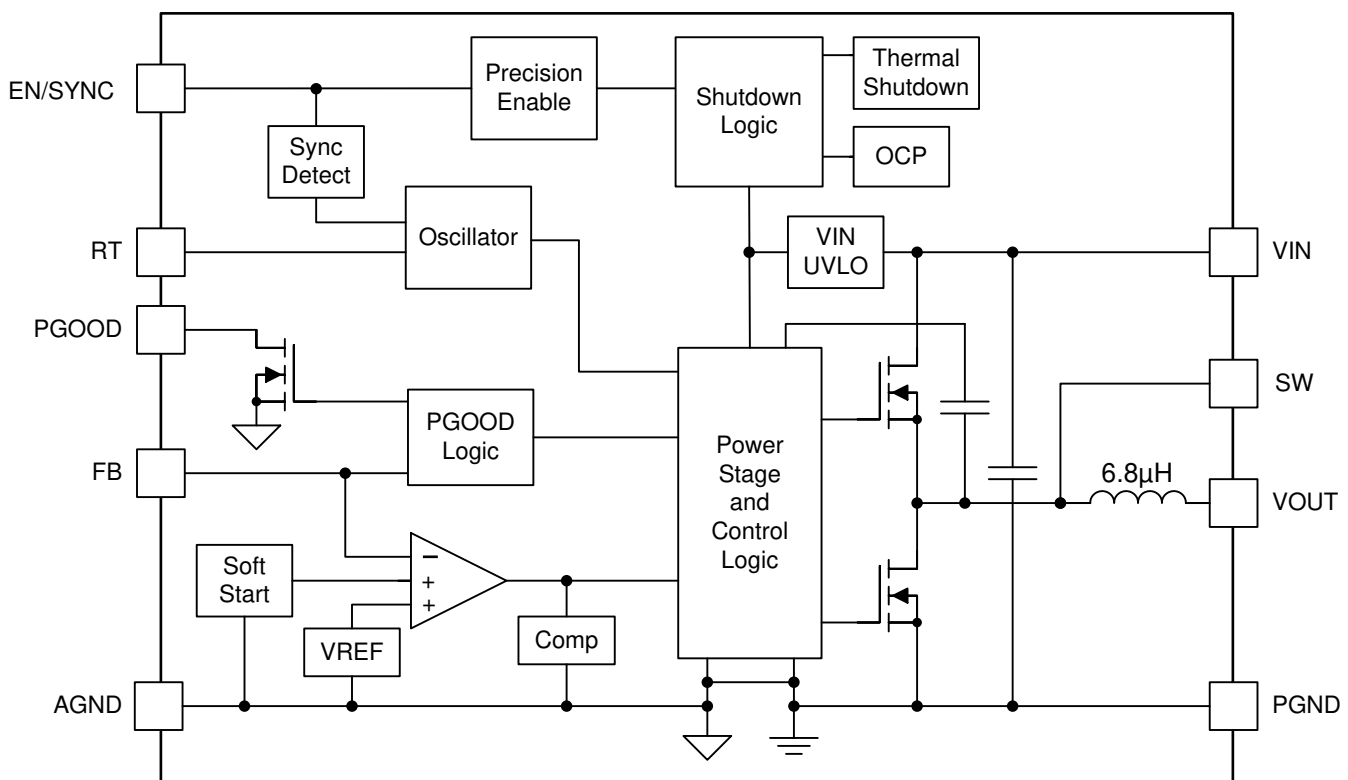 EN/SYNC
Precision
Enable
Shutdown
Logic
Thermal
Shutdown
OCP
Sync
Detect
RT
Oscillator
VIN
UVLO
VIN
PGOOD
SW
PGOOD
Logic
Power
Stage
and
Control
Logic
FB
6.8µH
VOUT
Soft
Start
−
+
+
VREF
Comp
AGND
PGND